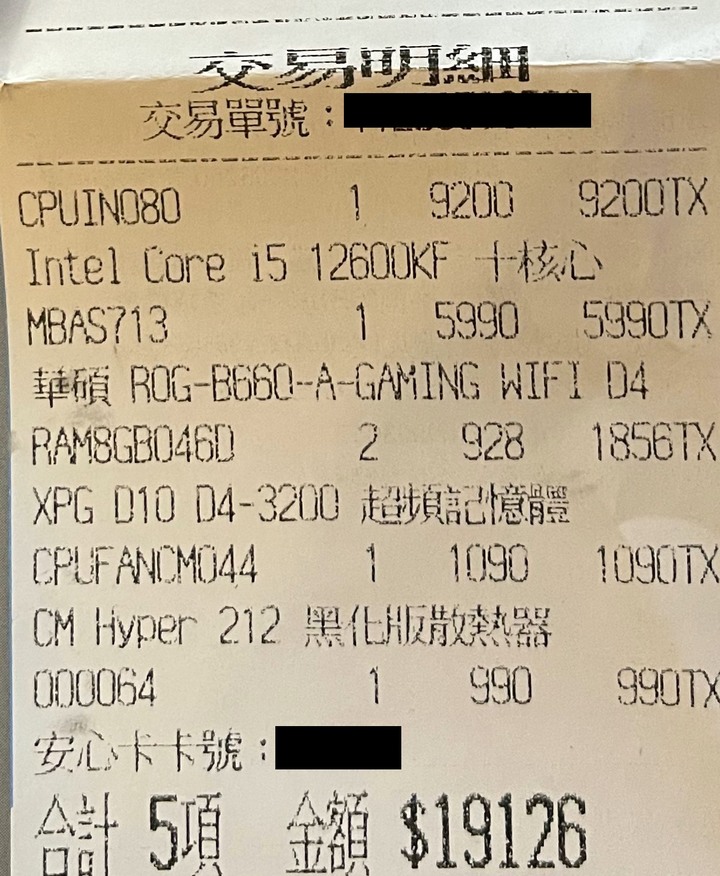 交易明細
交易單號：
CPUIN080 1 9200 9200TX
Intel Core i5 12600KF 十核心
MBAS713 1 5990 5990TX
華碩 ROG-B660-A-GAMING WIFI D4
RAM8GB046D 2 928 1856TX
XPG D10 D4-3200 超頻記憶體
CPUFANCM044 1 1090 1090TX
CM Hyper 212 黑化版散熱器
000064 1 990 990TX
安心卡卡號：
合計 5項 金額 $19126